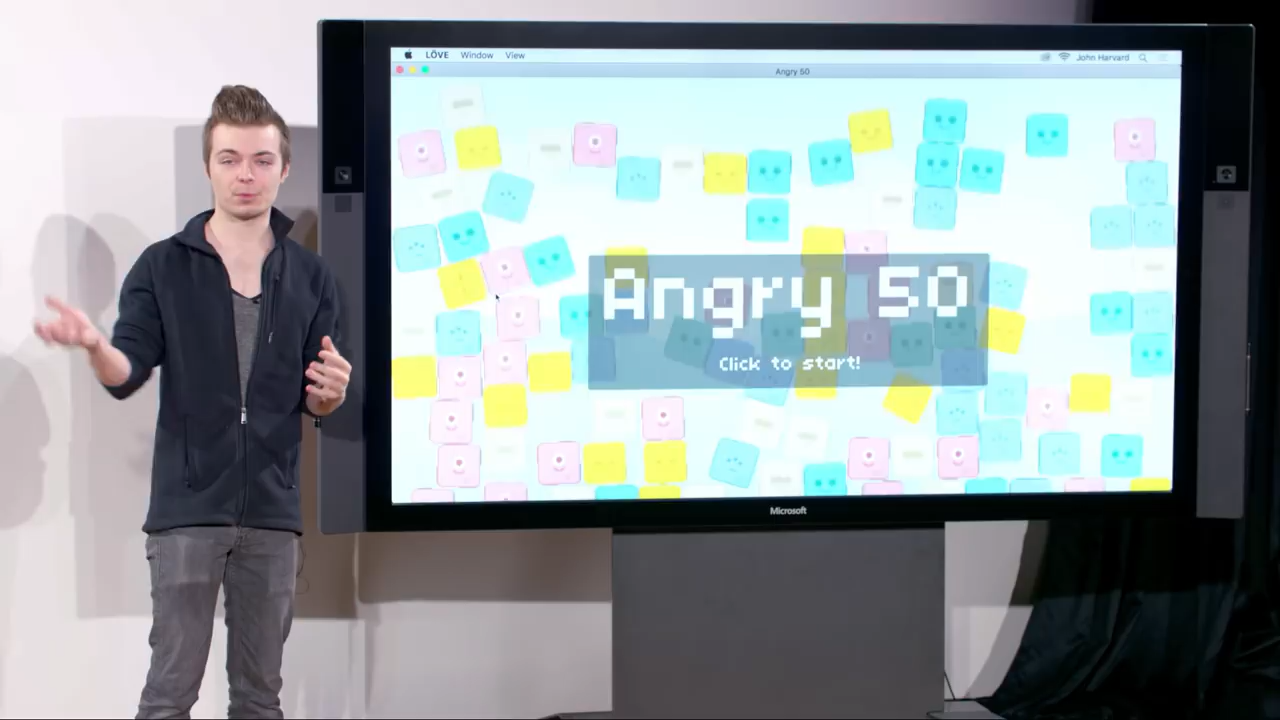 LÖVE Window View
John Harvard
Angry 50
Angry 50
Click to start!
Microsoft